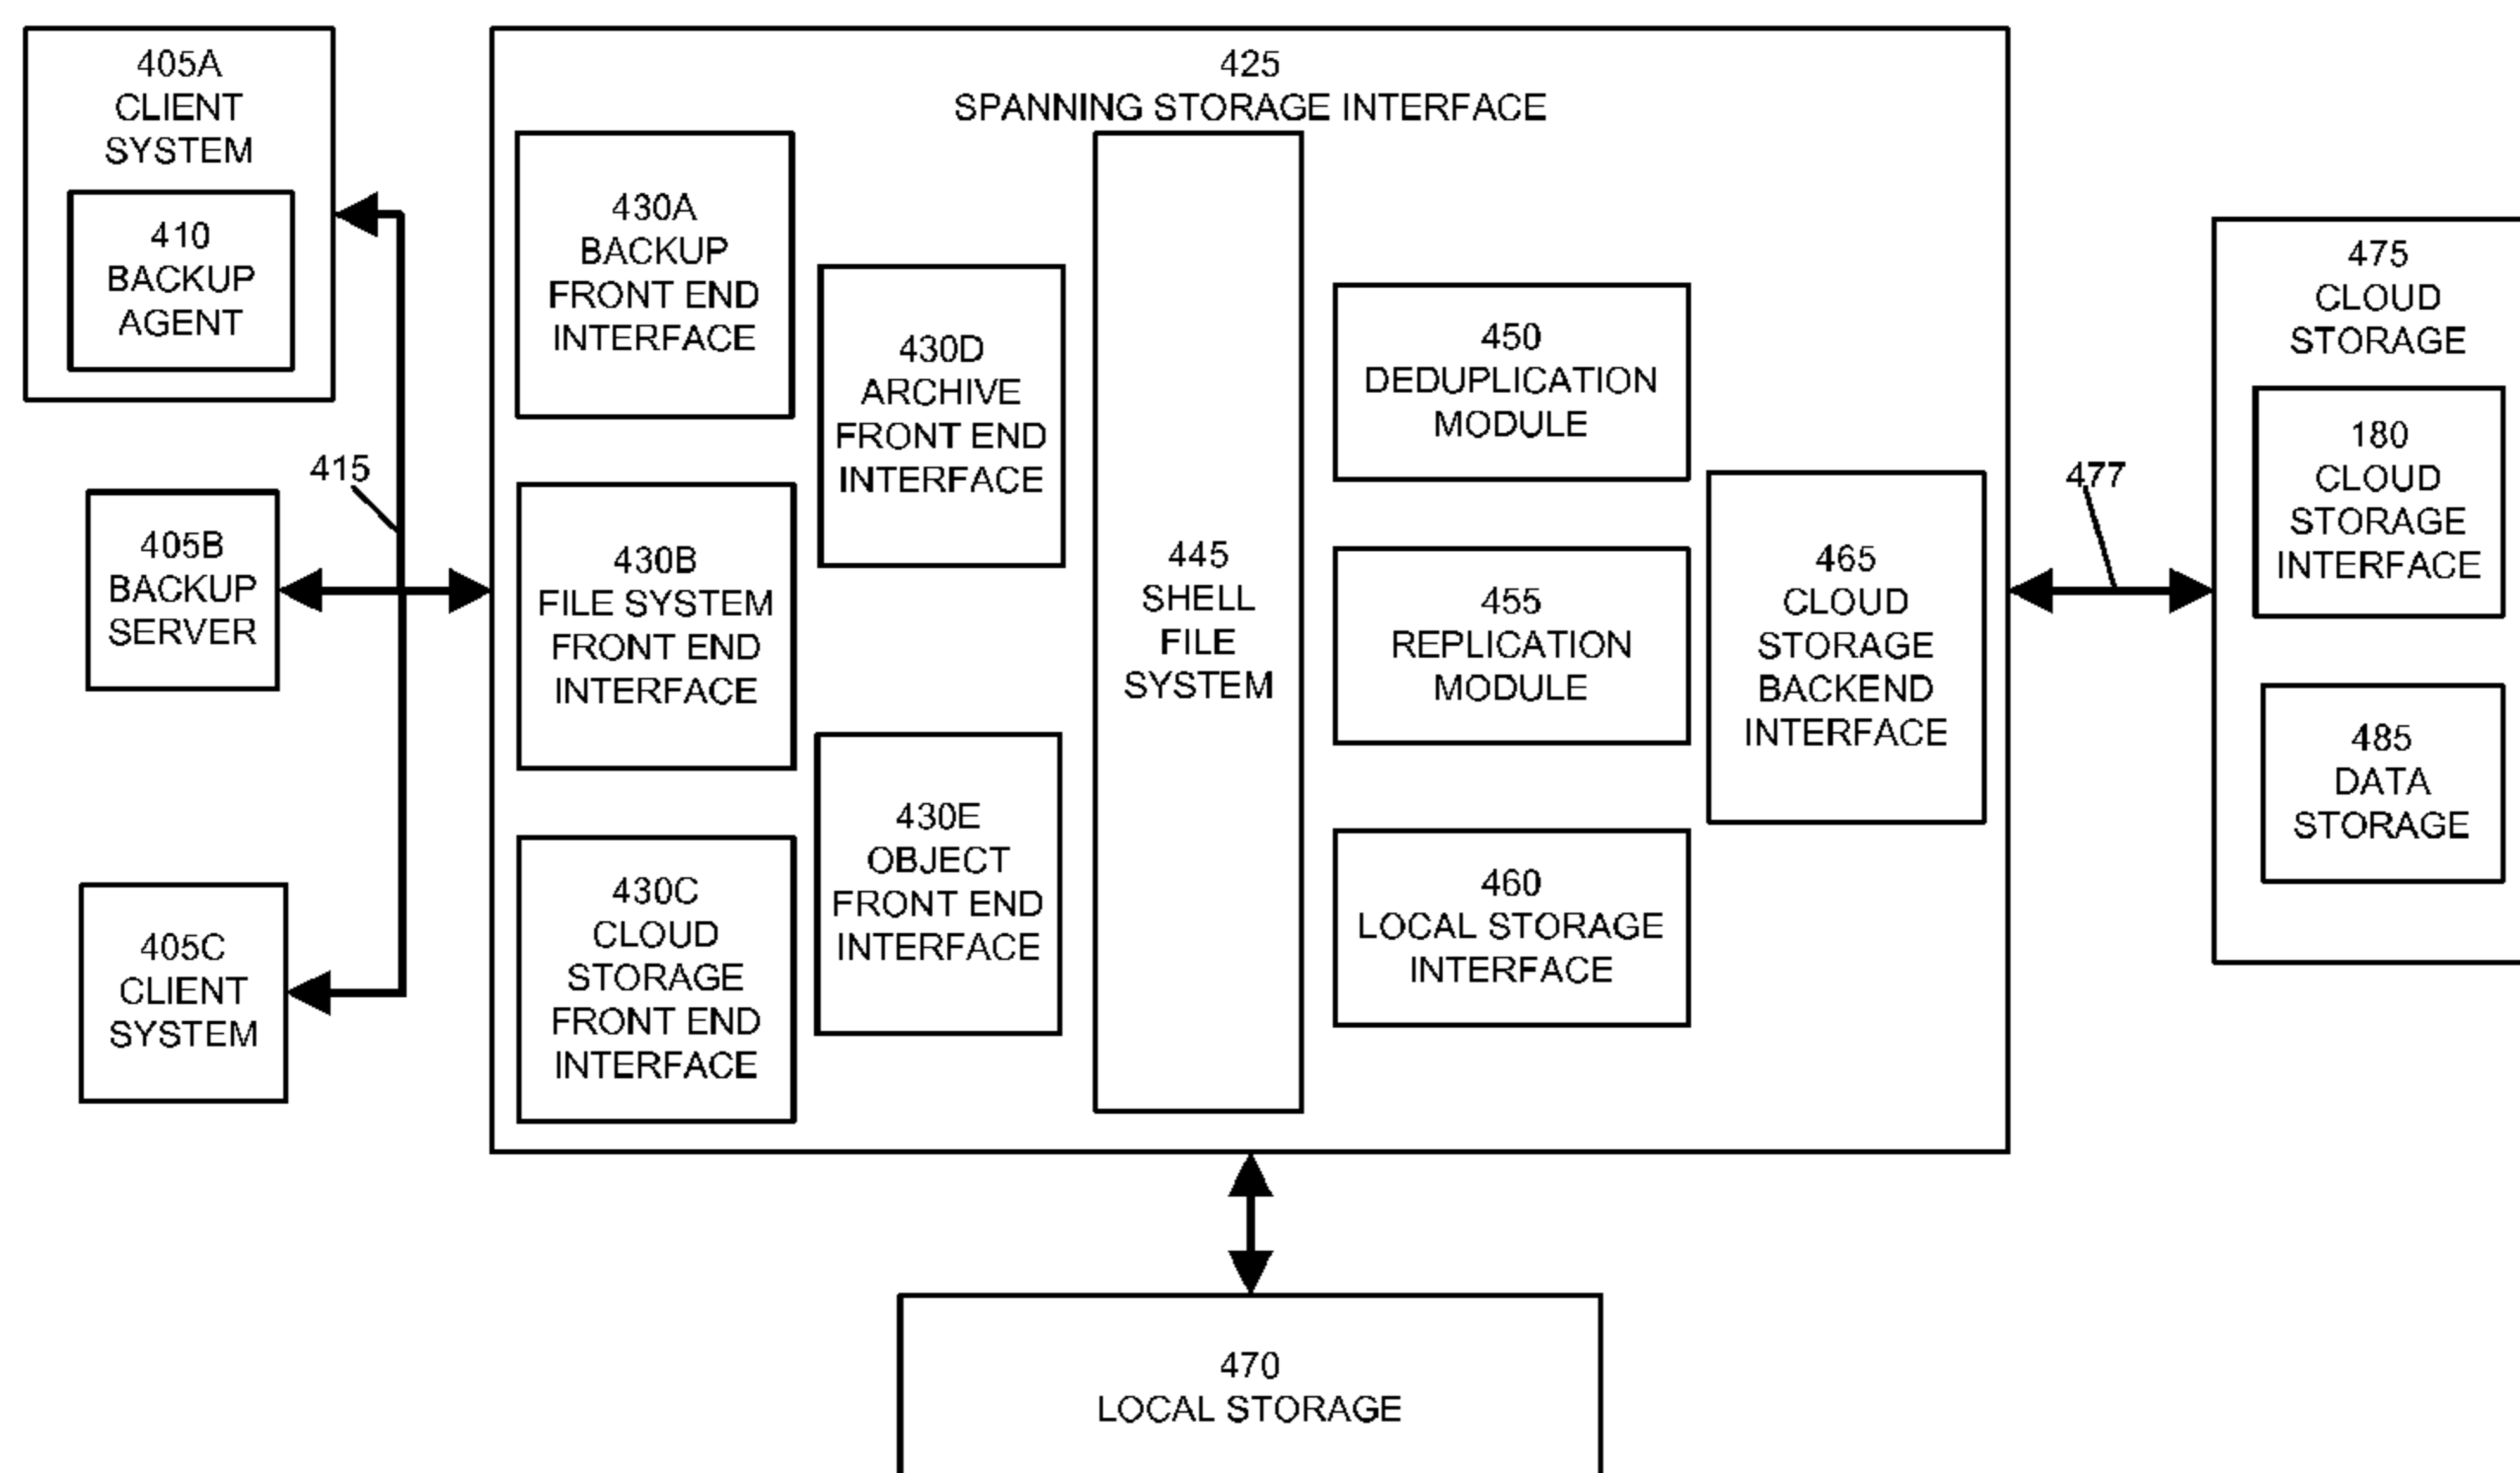 405A
CLIENT
SYSTEM
410
BACKUP
AGENT
415
405B
BACKUP
SERVER
405C
CLIENT
SYSTEM
425
SPANNING STORAGE INTERFACE
430A
BACKUP
FRONT END
INTERFACE
430B
FILE SYSTEM
FRONT END
INTERFACE
430C
CLOUD
STORAGE
FRONT END
INTERFACE
430D
ARCHIVE
FRONT END
INTERFACE
430E
OBJECT
FRONT END
INTERFACE
445
SHELL
FILE
SYSTEM
450
DEDUPLICATION
MODULE
455
REPLICATION
MODULE
460
LOCAL STORAGE
INTERFACE
465
CLOUD
STORAGE
BACKEND
INTERFACE
477
475
CLOUD
STORAGE
180
CLOUD
STORAGE
INTERFACE
485
DATA
STORAGE
470
LOCAL STORAGE